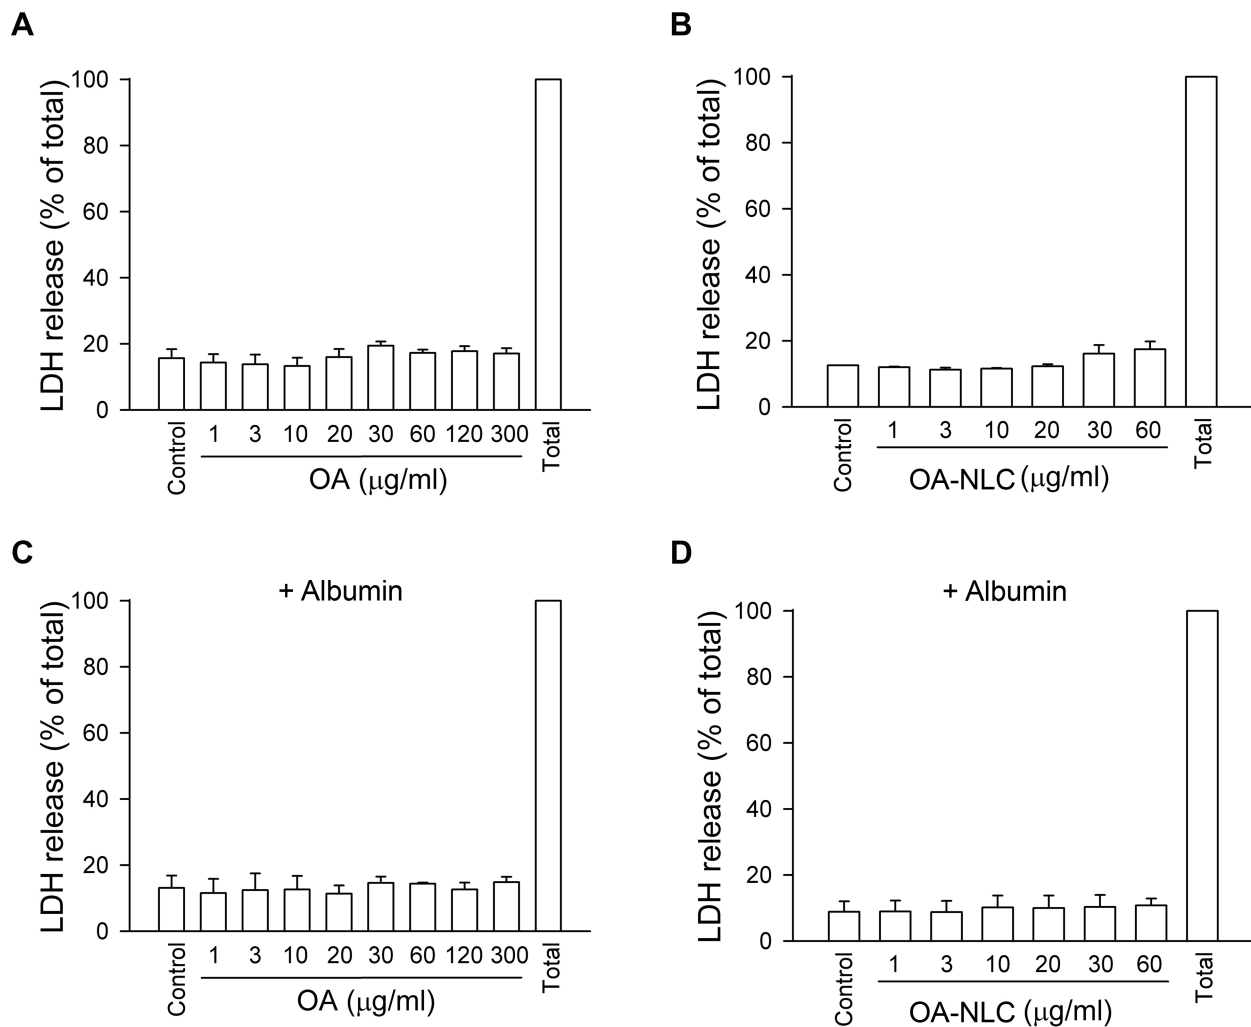 A
LDH release (% of total)
100
80
60
40
20
0
Control 1 3 10 20 30 60 120 300 Total
OA (μg/ml)
B
LDH release (% of total)
100
80
60
40
20
0
Control 1 3 10 20 30 60 Total
OA-NLC (μg/ml)
C
+ Albumin
LDH release (% of total)
100
80
60
40
20
0
Control 1 3 10 20 30 60 120 300 Total
OA (μg/ml)
D
+ Albumin
LDH release (% of total)
100
80
60
40
20
0
Control 1 3 10 20 30 60 Total
OA-NLC (μg/ml)